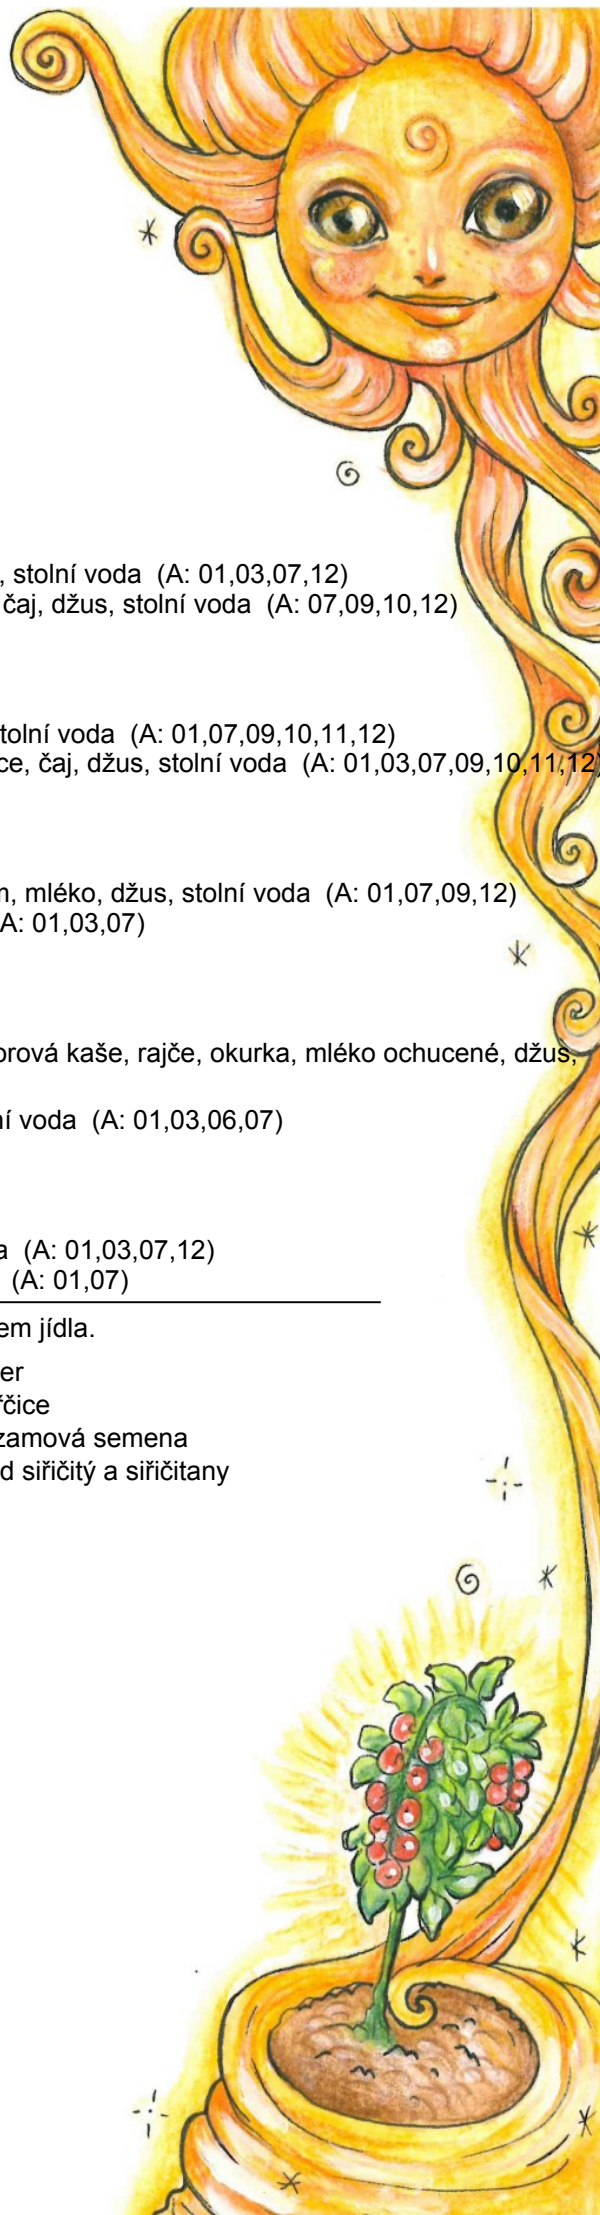 , stolní voda (A: 01,03,07,12)
čaj, džus, stolní voda (A: 07,09,10,12)
tolní voda (A: 01,07,09,10,11,12)
ce, čaj, džus, stolní voda (A: 01,03,07,09,10,11,12)
, mléko, džus, stolní voda (A: 01,07,09,12)
A: 01,03,07)
orová kaše, rajče, okurka, mléko ochucené, džus,
ní voda (A: 01,03,06,07)
a (A: 01,03,07,12)
(A: 01,07)
em jídla.
er
řčice
zamová semena
d siřičitý a siřičitany